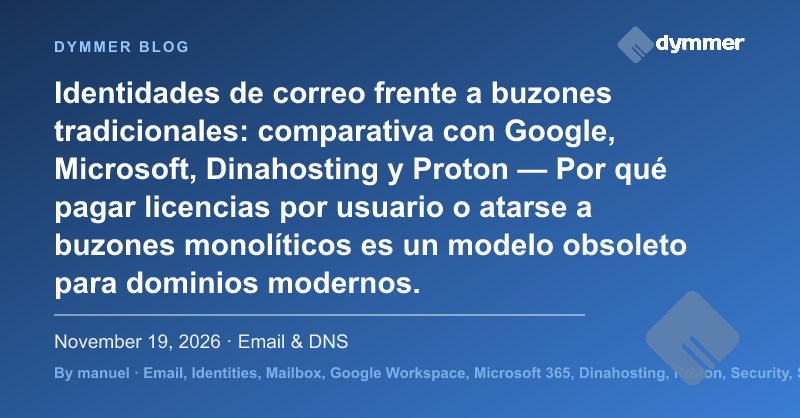 DYMMER BLOG
dymmer
Identidades de correo frente a buzones
tradicionales: comparativa con Google,
Microsoft, Dinahosting y Proton — Por qué
pagar licencias por usuario o atarse a
buzones monolíticos es un modelo obsoleto
para dominios modernos.
November 19, 2026 · Email & DNS
By manuel · Email, Identities, Mailbox, Google Workspace, Microsoft 365, Dinahosting, Proton, Security,